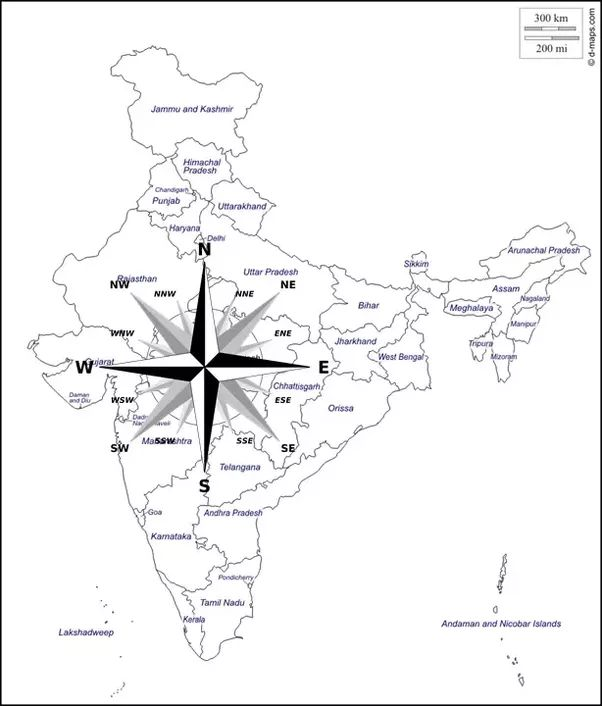 300 km
200 mi
© d-maps.com
Jammu and Kashmir
Himachal
Pradesh
Chandigarh
Punjab
Uttarakhand
Haryana
Delhi
N
Arunachal Pradesh
Sikkim
Uttar Pradesh
Rajasthan
NW
NE
Assam
NNW
NNE
Nagaland
Bihar
Meghalaya
Manipur
WNW
ENE
Jharkhand
Tripura
West Bengal
Mizoram
Gujarat
W
E
Chhattisgarh
Daman
and Diu
WSW
ESE
Orissa
Maharashtra
SSW
SSE
SW
SE
Telangana
S
Goa
Andhra Pradesh
Karnataka
Pondicherry
Tamil Nadu
Kerala
Lakshadweep
Andaman and Nicobar Islands